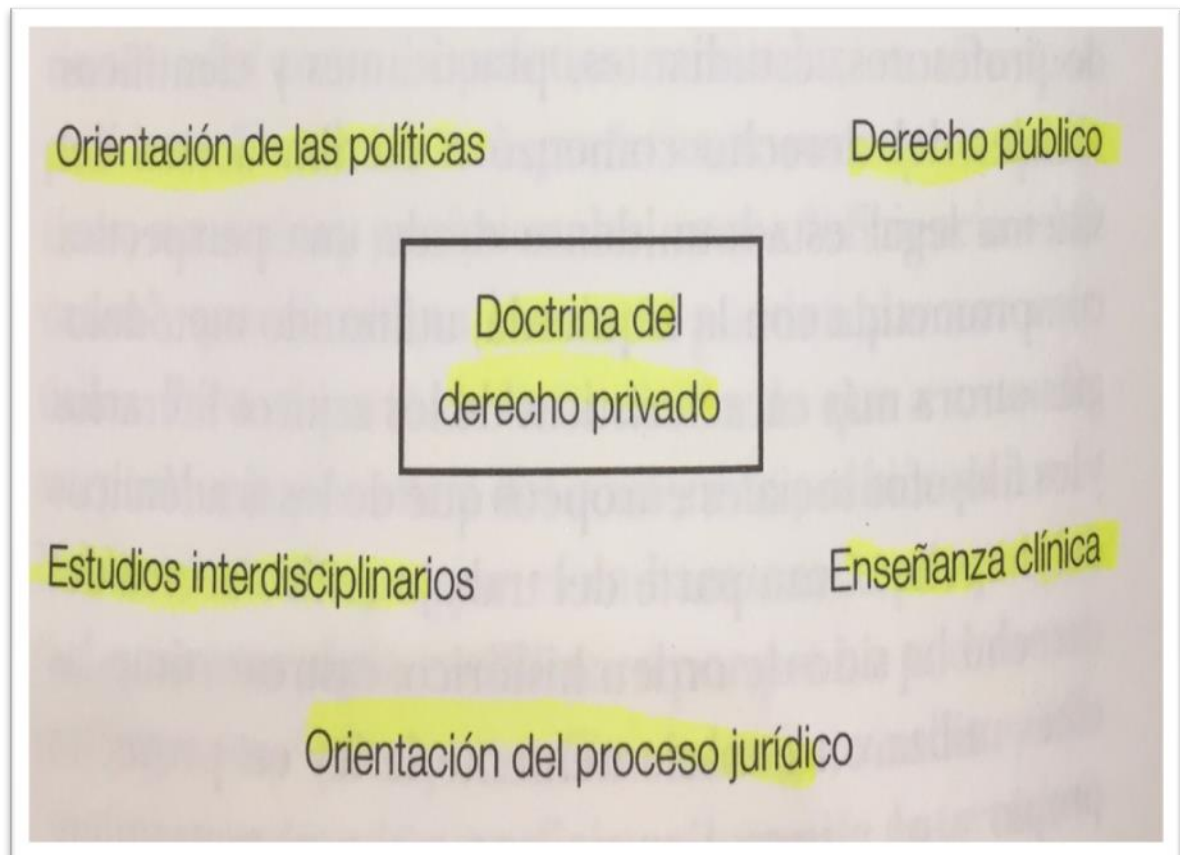 Orientación de las políticas
Derecho público
Doctrina del
derecho privado
Estudios interdisciplinarios
Enseñanza clínica
Orientación del proceso jurídico